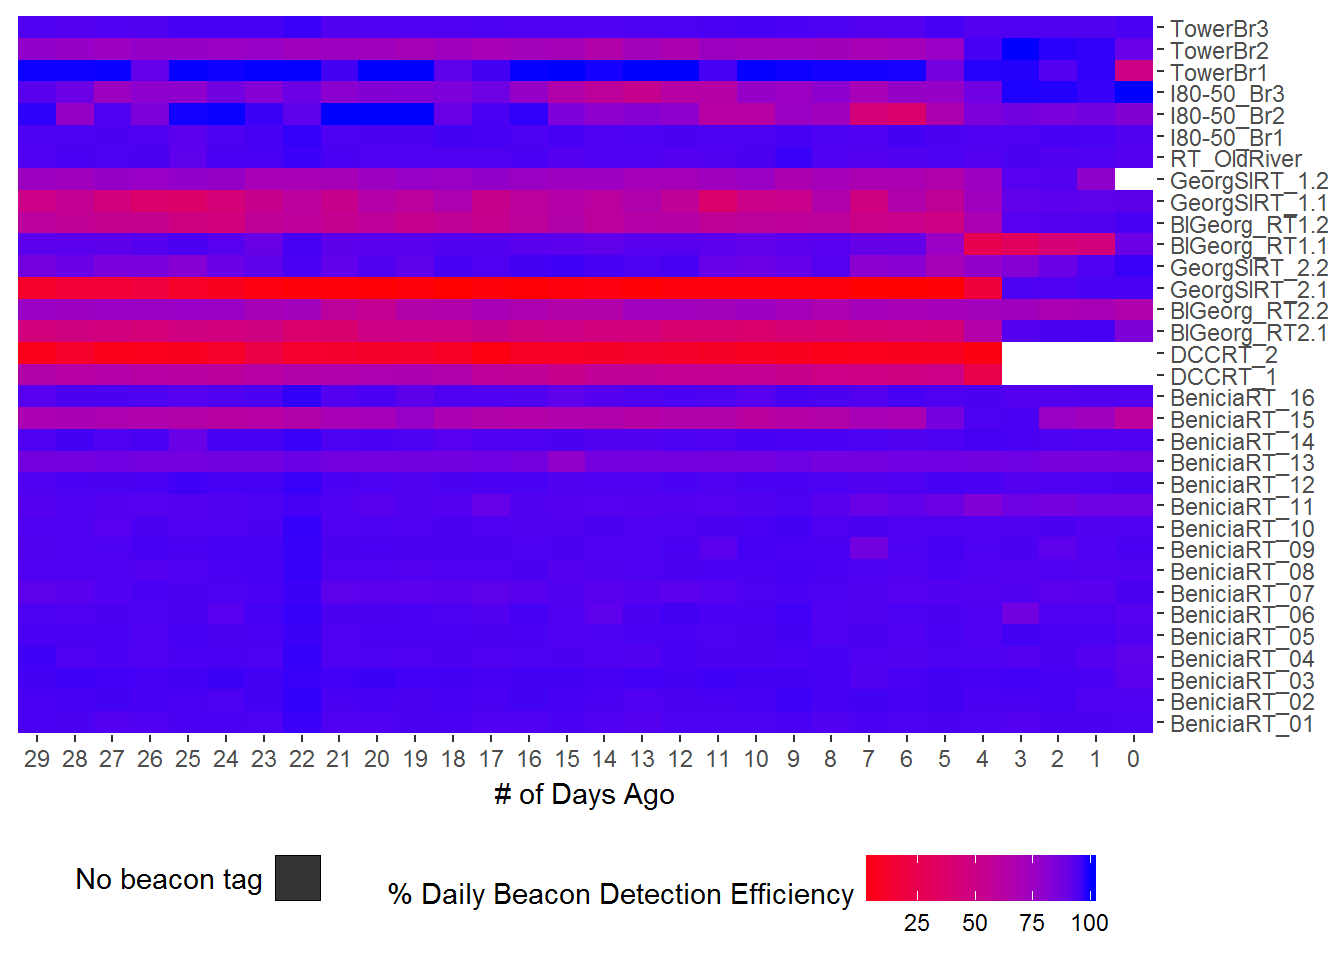 TowerBr3
TowerBr2
TowerBr1
I80-50_Br3
I80-50_Br2
I80-50_Br1
RT_OldRiver
GeorgSlRT_1.2
GeorgSlRT_1.1
BlGeorg_RT1.2
BlGeorg_RT1.1
GeorgSlRT_2.2
GeorgSlRT_2.1
BlGeorg_RT2.2
BlGeorg_RT2.1
DCCRT_2
DCCRT_1
BeniciaRT_16
BeniciaRT_15
BeniciaRT_14
BeniciaRT_13
BeniciaRT_12
BeniciaRT_11
BeniciaRT_10
BeniciaRT_09
BeniciaRT_08
BeniciaRT_07
BeniciaRT_06
BeniciaRT_05
BeniciaRT_04
BeniciaRT_03
BeniciaRT_02
BeniciaRT_01
29 28 27 26 25 24 23 22 21 20 19 18 17 16 15 14 13 12 11 10 9 8 7 6 5 4 3 2 1 0
# of Days Ago
No beacon tag
% Daily Beacon Detection Efficiency
25 50 75 100